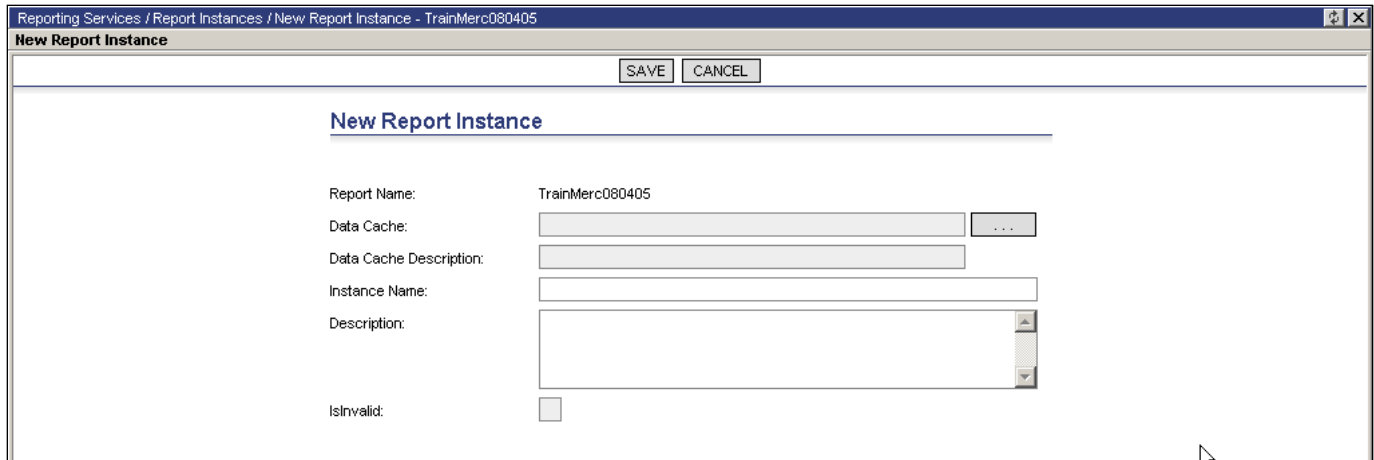 Reporting Services / Report Instances / New Report Instance - TrainMerc080405
New Report Instance
SAVE CANCEL
New Report Instance
Report Name: TrainMerc080405
Data Cache: ...
Data Cache Description:
Instance Name:
Description:
IsInvalid: